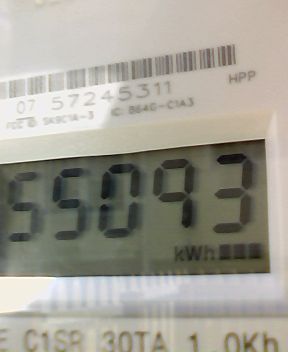 HPP
07 57245311
FCC ID: SK9C1A-3 IC: 864G-C1A3
55093
kWh
E C1SR 30TA 1.0Kh